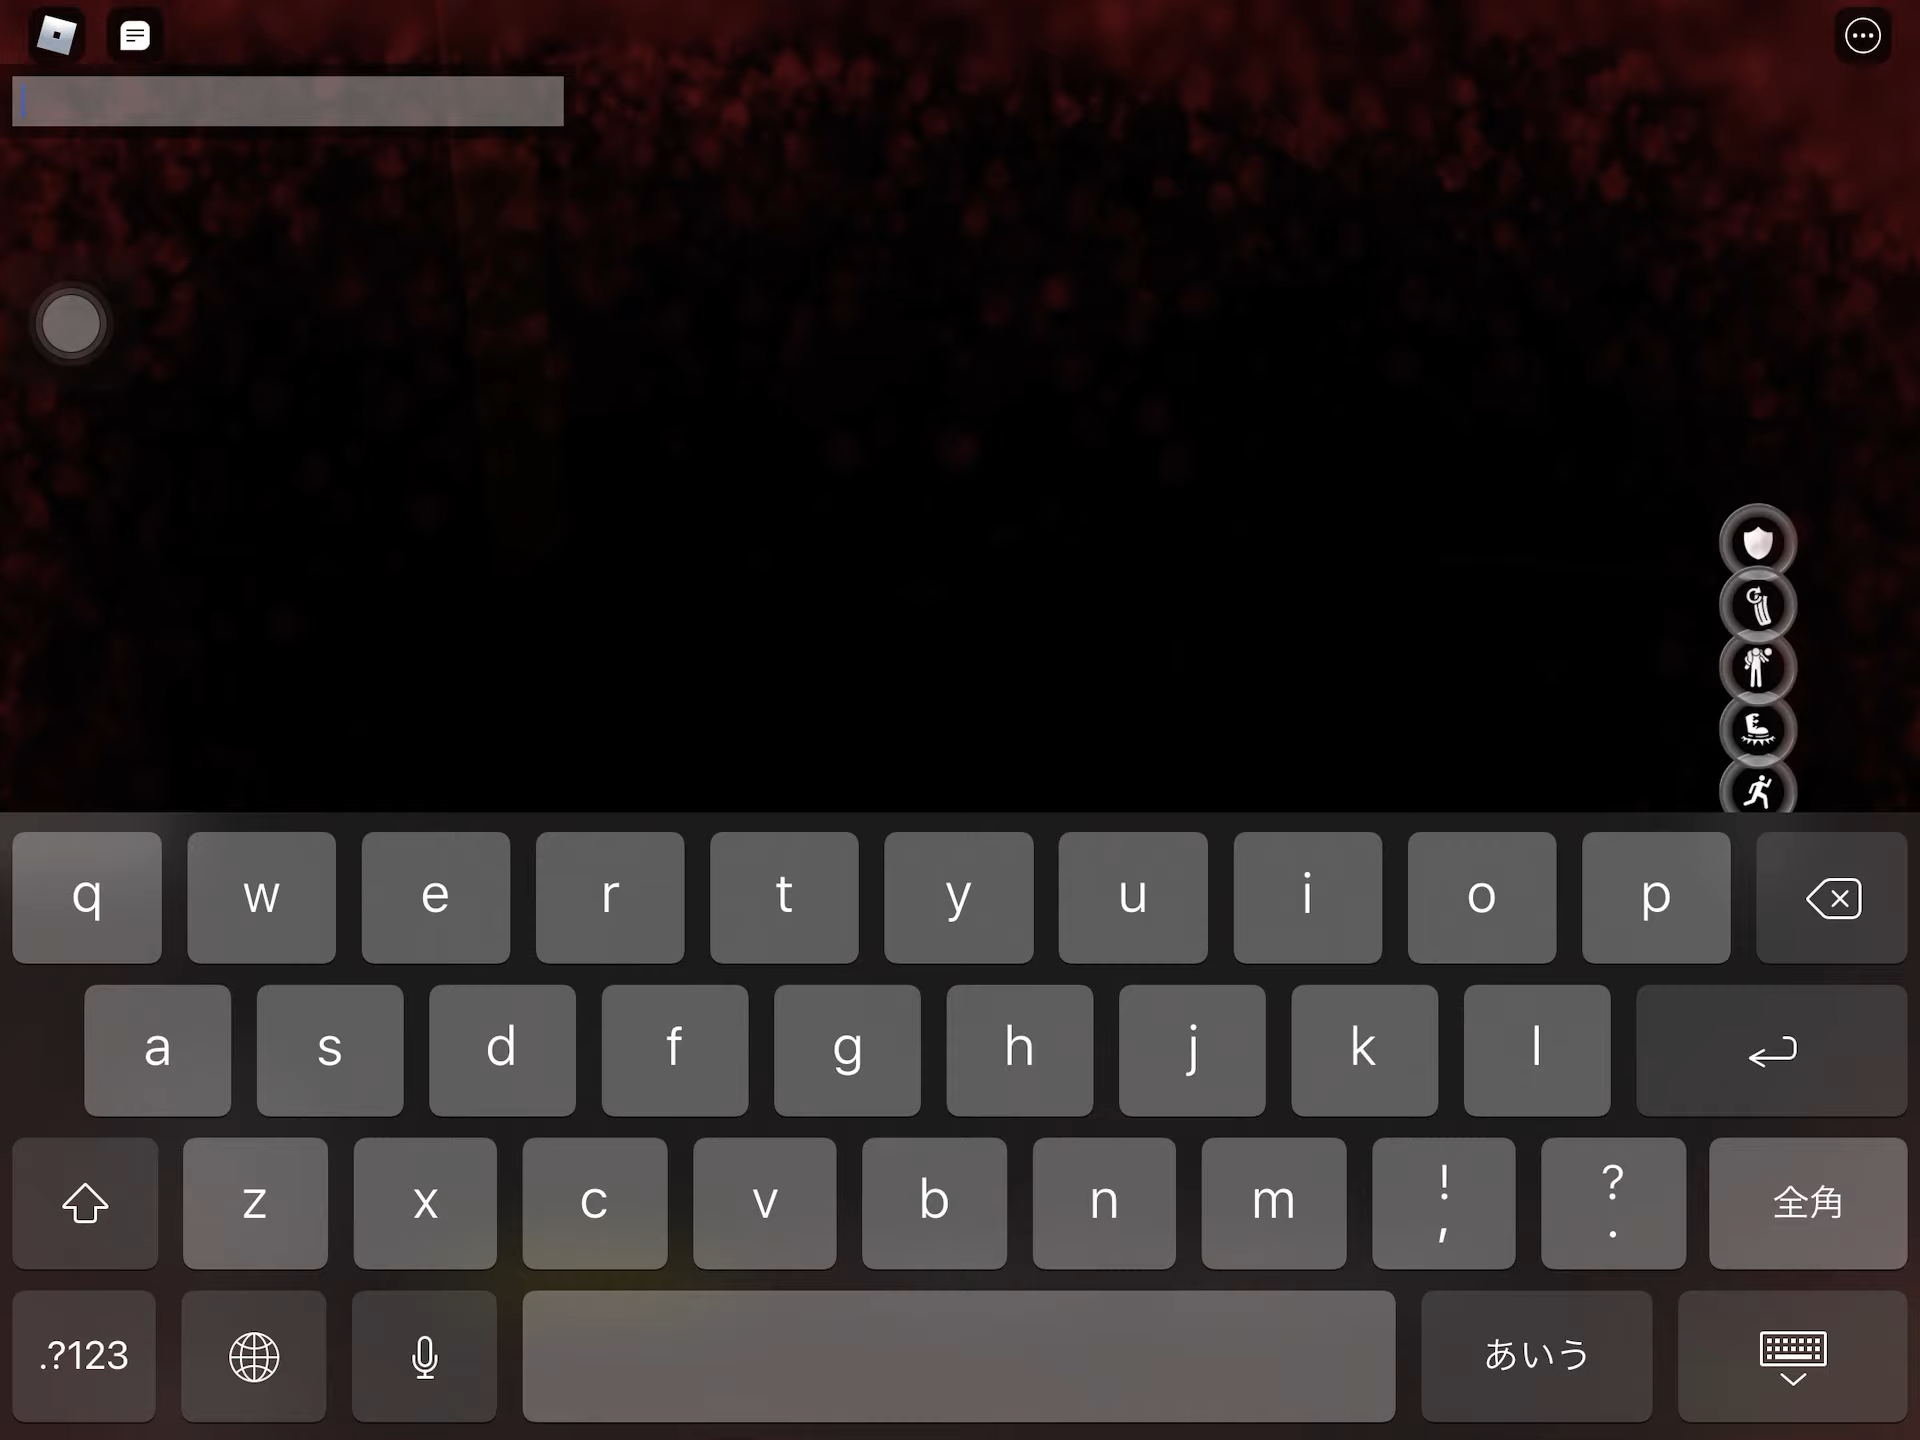 q w e r t y u i o p
a s d f g h j k l
z x c v b n m ! , ? . 全角
.?123 あいう